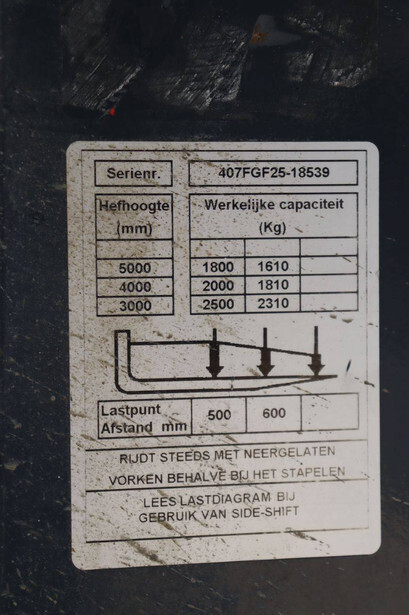 Serienr. 407FGF25-18539
Hefhoogte Werkelijke capaciteit
(mm) (Kg)
5000 1800 1610
4000 2000 1810
3000 2500 2310
Lastpunt
Afstand mm 500 600
RIJDT STEEDS MET NEERGELATEN
VORKEN BEHALVE BIJ HET STAPELEN
LEES LASTDIAGRAM BIJ
GEBRUIK VAN SIDE-SHIFT